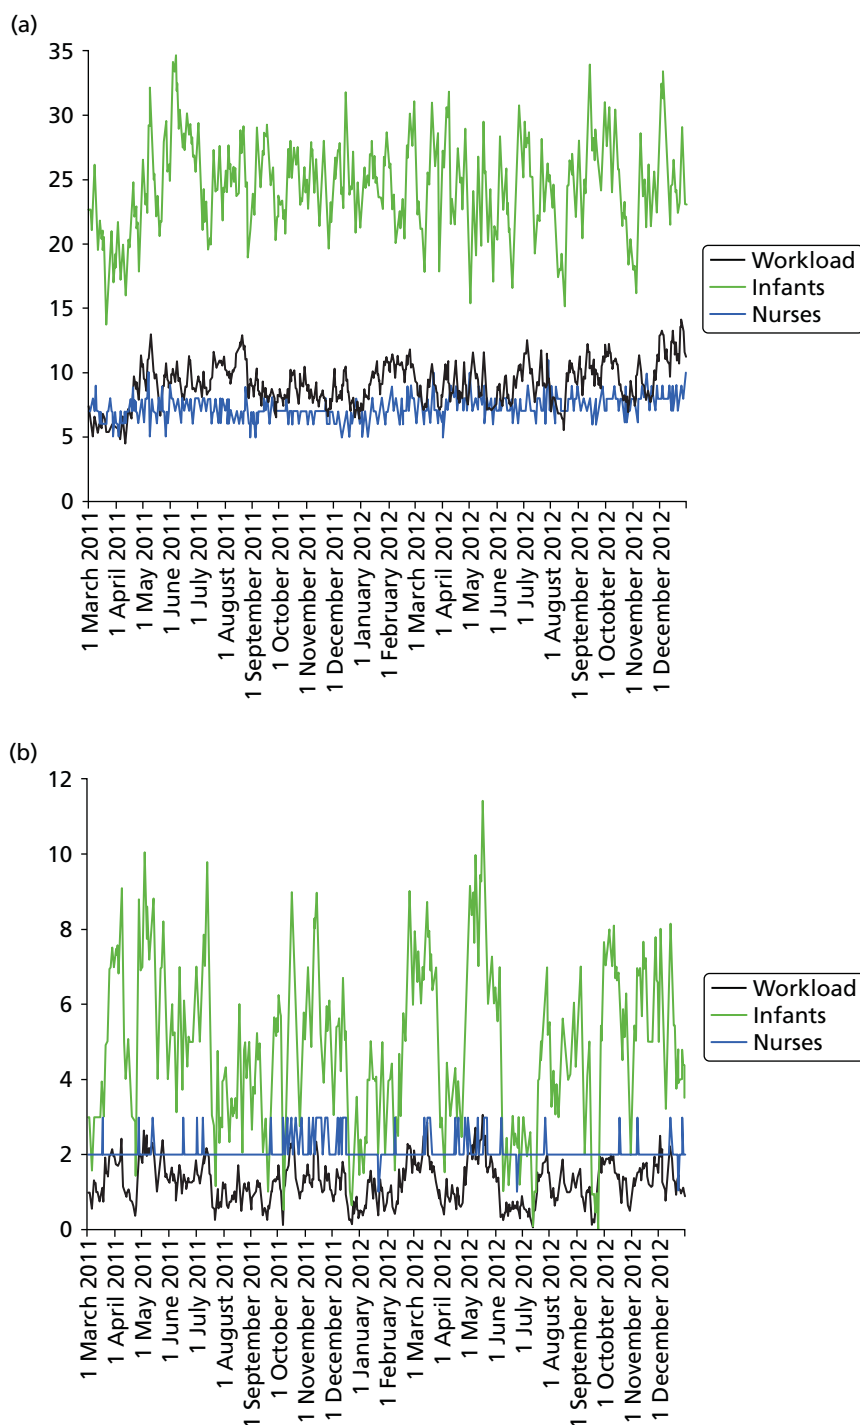 (a)
35
30
25
20
15
10
5
0
1 March 2011
1 April 2011
1 May 2011
1 June 2011
1 July 2011
1 August 2011
1 September 2011
1 October 2011
1 November 2011
1 December 2011
1 January 2012
1 February 2012
1 March 2012
1 April 2012
1 May 2012
1 June 2012
1 July 2012
1 August 2012
1 September 2012
1 Octobter 2012
1 November 2012
1 December 2012
Workload
Infants
Nurses
(b)
12
10
8
6
4
2
0
1 March 2011
1 April 2011
1 May 2011
1 June 2011
1 July 2011
1 August 2011
1 September 2011
1 October 2011
1 November 2011
1 December 2011
1 January 2012
1 February 2012
1 March 2012
1 April 2012
1 May 2012
1 June 2012
1 July 2012
1 August 2012
1 September 2012
1 Octobter 2012
1 November 2012
1 December 2012
Workload
Infants
Nurses